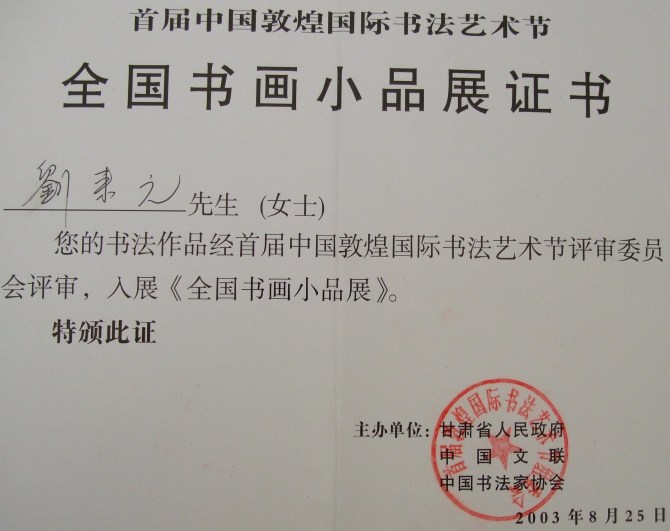 首届中国敦煌国际书法艺术节
全国书画小品展证书
劉 元 先生 (女士)
您的书法作品经首届中国敦煌国际书法艺术节评审委员
会评审，入展《全国书画小品展》。
特颁此证
主办单位：甘肃省人民政府
中国文联
中国书法家协会
2003年8月25日